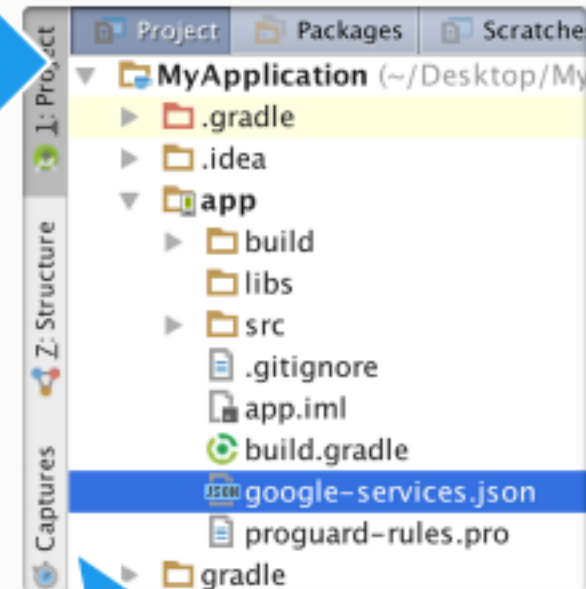 Project Packages Scratche
1: Project
MyApplication (~/Desktop/My
.gradle
.idea
app
build
libs
Z: Structure
src
.gitignore
app.iml
build.gradle
Captures
JSON google-services.json
proguard-rules.pro
gradle